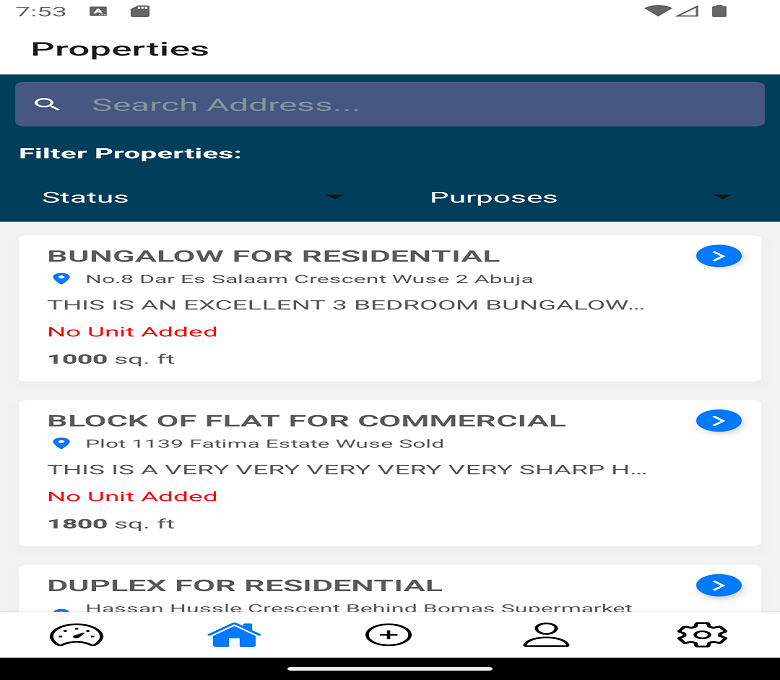 7:53
Properties
Search Address...
Filter Properties:
Status
Purposes
BUNGALOW FOR RESIDENTIAL
No.8 Dar Es Salaam Crescent Wuse 2 Abuja
THIS IS AN EXCELLENT 3 BEDROOM BUNGALOW...
No Unit Added
1000 sq. ft
BLOCK OF FLAT FOR COMMERCIAL
Plot 1139 Fatima Estate Wuse Sold
THIS IS A VERY VERY VERY VERY VERY SHARP H...
No Unit Added
1800 sq. ft
DUPLEX FOR RESIDENTIAL
Hassan Hussle Crescent Behind Bomas Supermarket